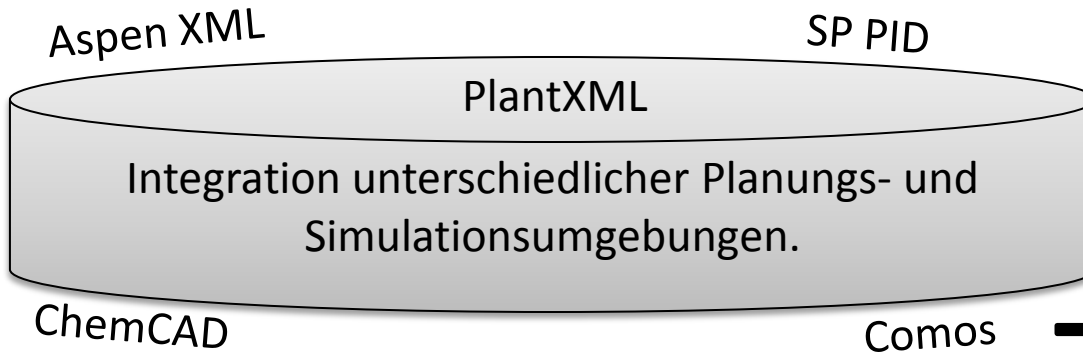 Aspen XML
SP PID
PlantXML
Integration unterschiedlicher Planungs- und
Simulationsumgebungen.
ChemCAD
Comos